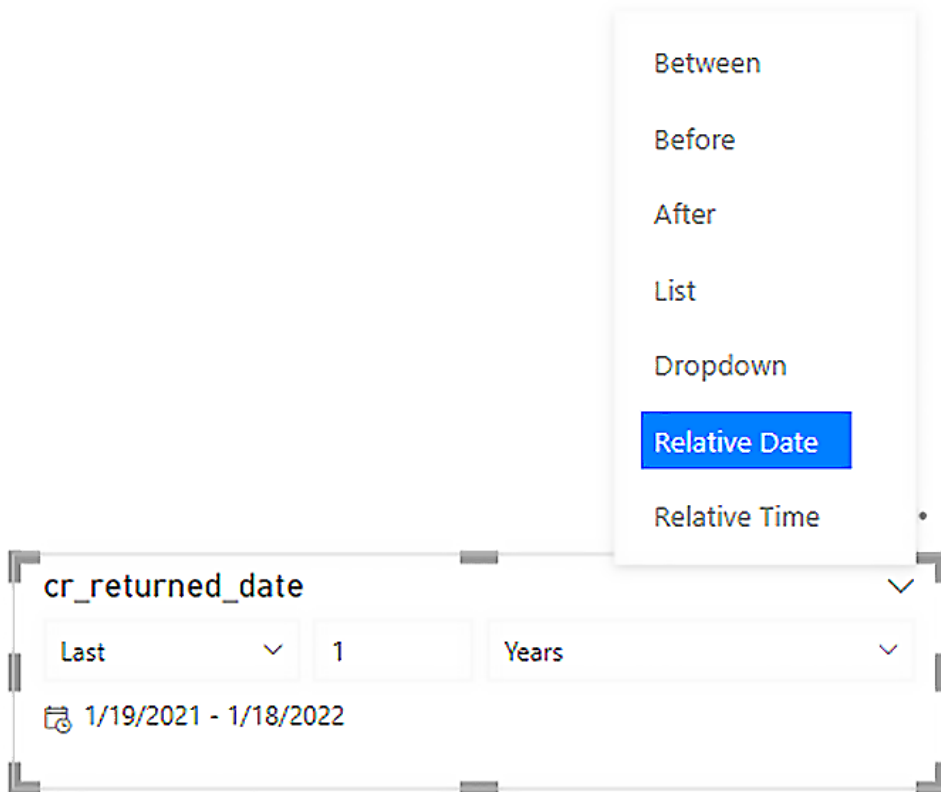 Between
Before
After
List
Dropdown
Relative Date
Relative Time
cr_returned_date
Last 1 Years
1/19/2021 - 1/18/2022